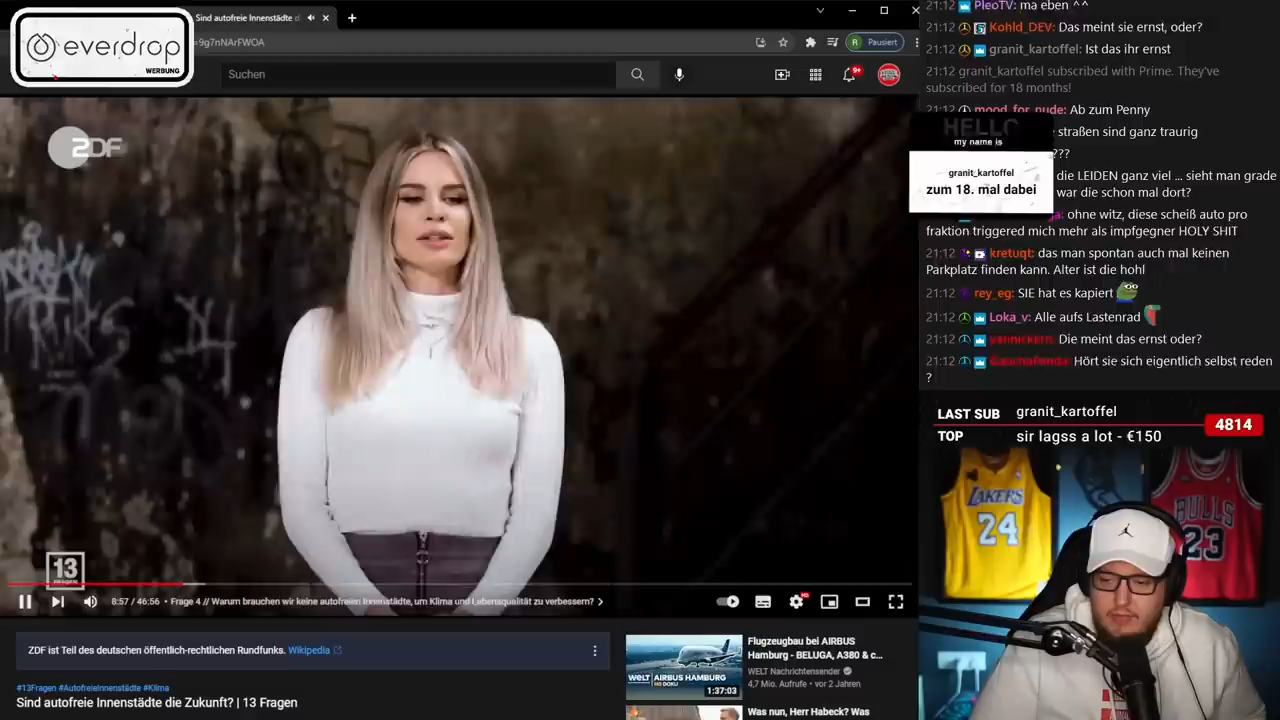 everdrop
WERBUNG
Sind autofreie Innenstädte d
=9g7nNArFWOA
Pausiert
Suchen
9+
ZDF
13
FRAGEN
8:57 / 46:56 • Frage 4 // Warum brauchen wir keine autofreien Innenstädte, um Klima und Lebensqualität zu verbessern?
ZDF ist Teil des deutschen öffentlich-rechtlichen Rundfunks. Wikipedia
#13Fragen #AutofreieInnenstädte #Klima
Sind autofreie Innenstädte die Zukunft? | 13 Fragen
WELT AIRBUS HAMBURG
HD DOKU
1:37:03
Flugzeugbau bei AIRBUS
Hamburg - BELUGA, A380 & c...
WELT Nachrichtensender
4,7 Mio. Aufrufe • vor 2 Jahren
Was nun, Herr Habeck? Was
21:12 PleoTV: ma eben ^^
21:12 Kohld_DEV: Das meint sie ernst, oder?
21:12 granit_kartoffel: Ist das ihr ernst
21:12 granit_kartoffel subscribed with Prime. They've
subscribed for 18 months!
21:12 mood_for_nude: Ab zum Penny
straßen sind ganz traurig
???
die LEIDEN ganz viel ... sieht man grade
war die schon mal dort?
ohne witz, diese scheiß auto pro
fraktion triggered mich mehr als impfgegner HOLY SHIT
21:12 kretuqt: das man spontan auch mal keinen
Parkplatz finden kann. Alter ist die hohl
21:12 rey_eg: SIE hat es kapiert
21:12 Loka_v: Alle aufs Lastenrad
21:12 Die meint das ernst oder?
21:12 Hört sie sich eigentlich selbst reden
?
HELLO
my name is
granit_kartoffel
zum 18. mal dabei
LAST SUB granit_kartoffel
TOP sir lagss a lot - €150
4814
LAKERS
24
BULLS
23